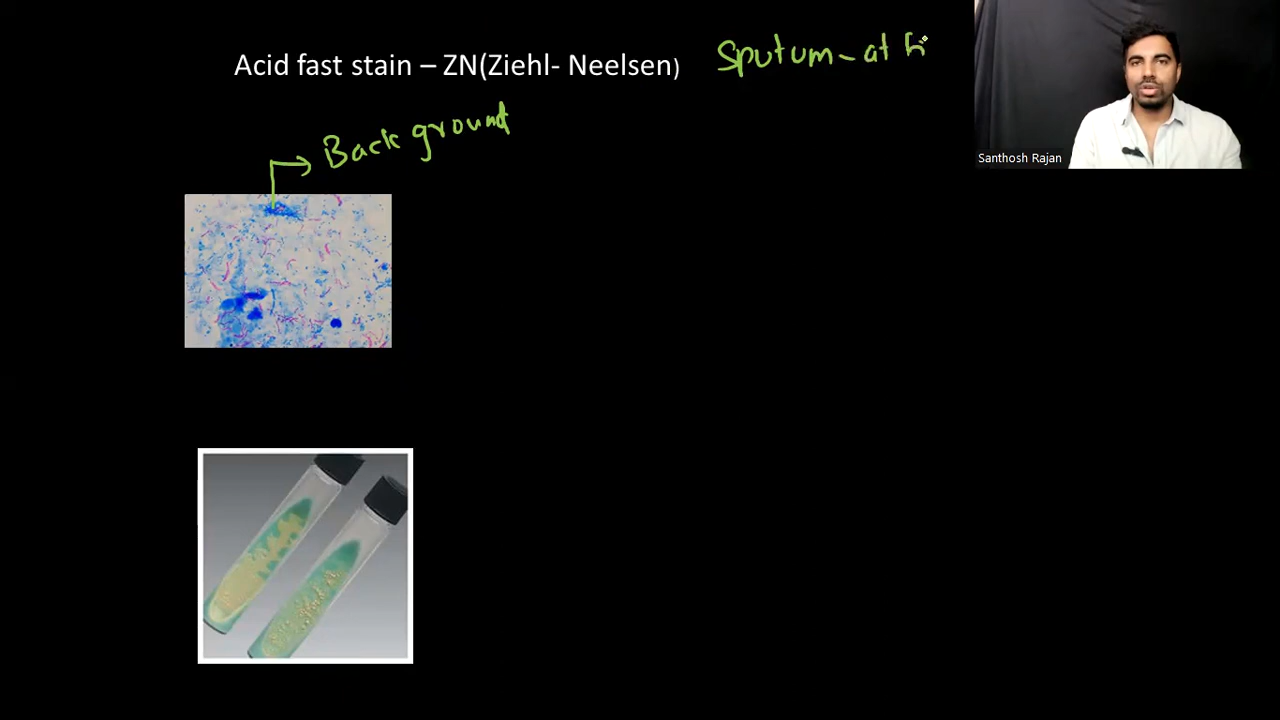 Acid fast stain – ZN(Ziehl- Neelsen)
Sputum - at
Back ground
Santhosh Rajan